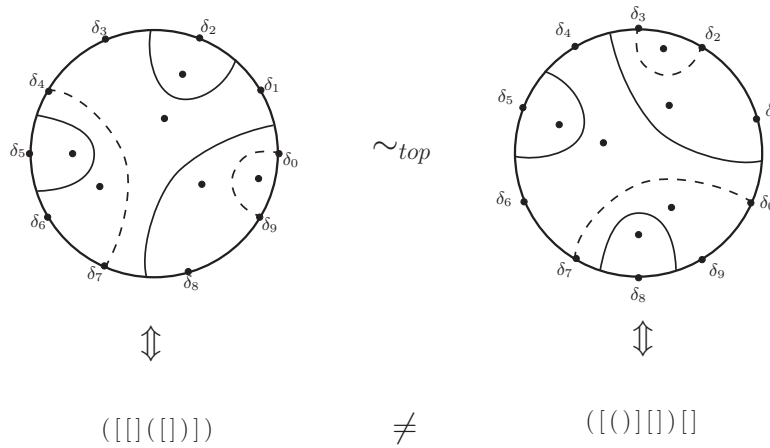 δ₃
δ₂
δ₄
δ₁
δ₅
δ₀
δ₆
δ₉
δ₇
δ₈
∼top
δ₃
δ₂
δ₄
δ
δ₅
δ₆
δ₀
δ₇
δ₉
δ₈
⇕
⇕
([[]([])])
≠
([()][])[]